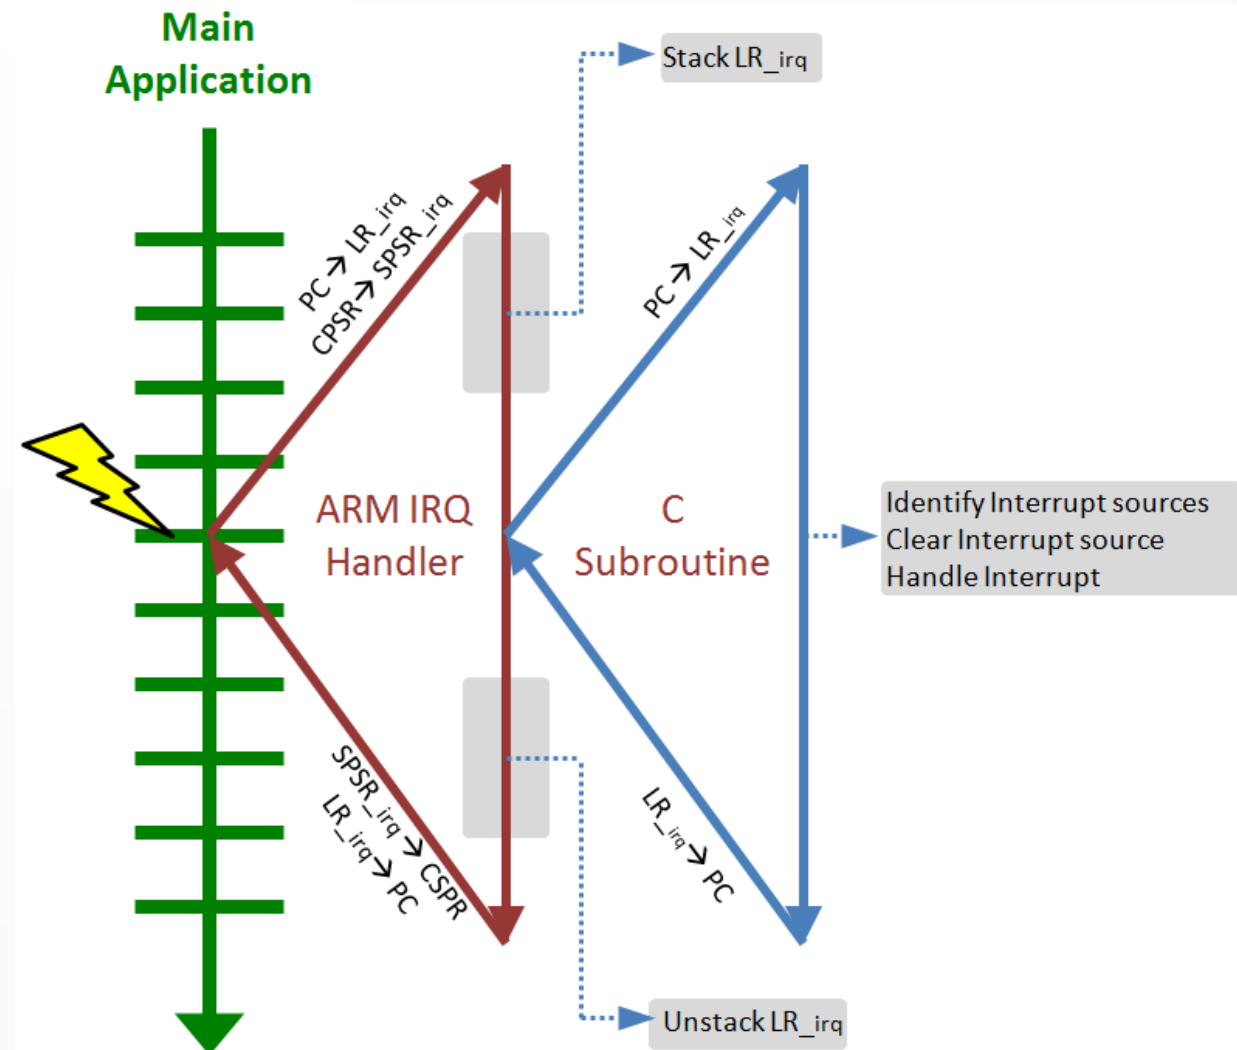 Main
Application
Stack LR_irq
PC → LR_irq
CPSR → SPSR_irq
PC → LR_irq
ARM IRQ
Handler
C
Subroutine
Identify Interrupt sources
Clear Interrupt source
Handle Interrupt
SPSR_irq → CSPR
LR_irq → PC
LR_irq → PC
Unstack LR_irq